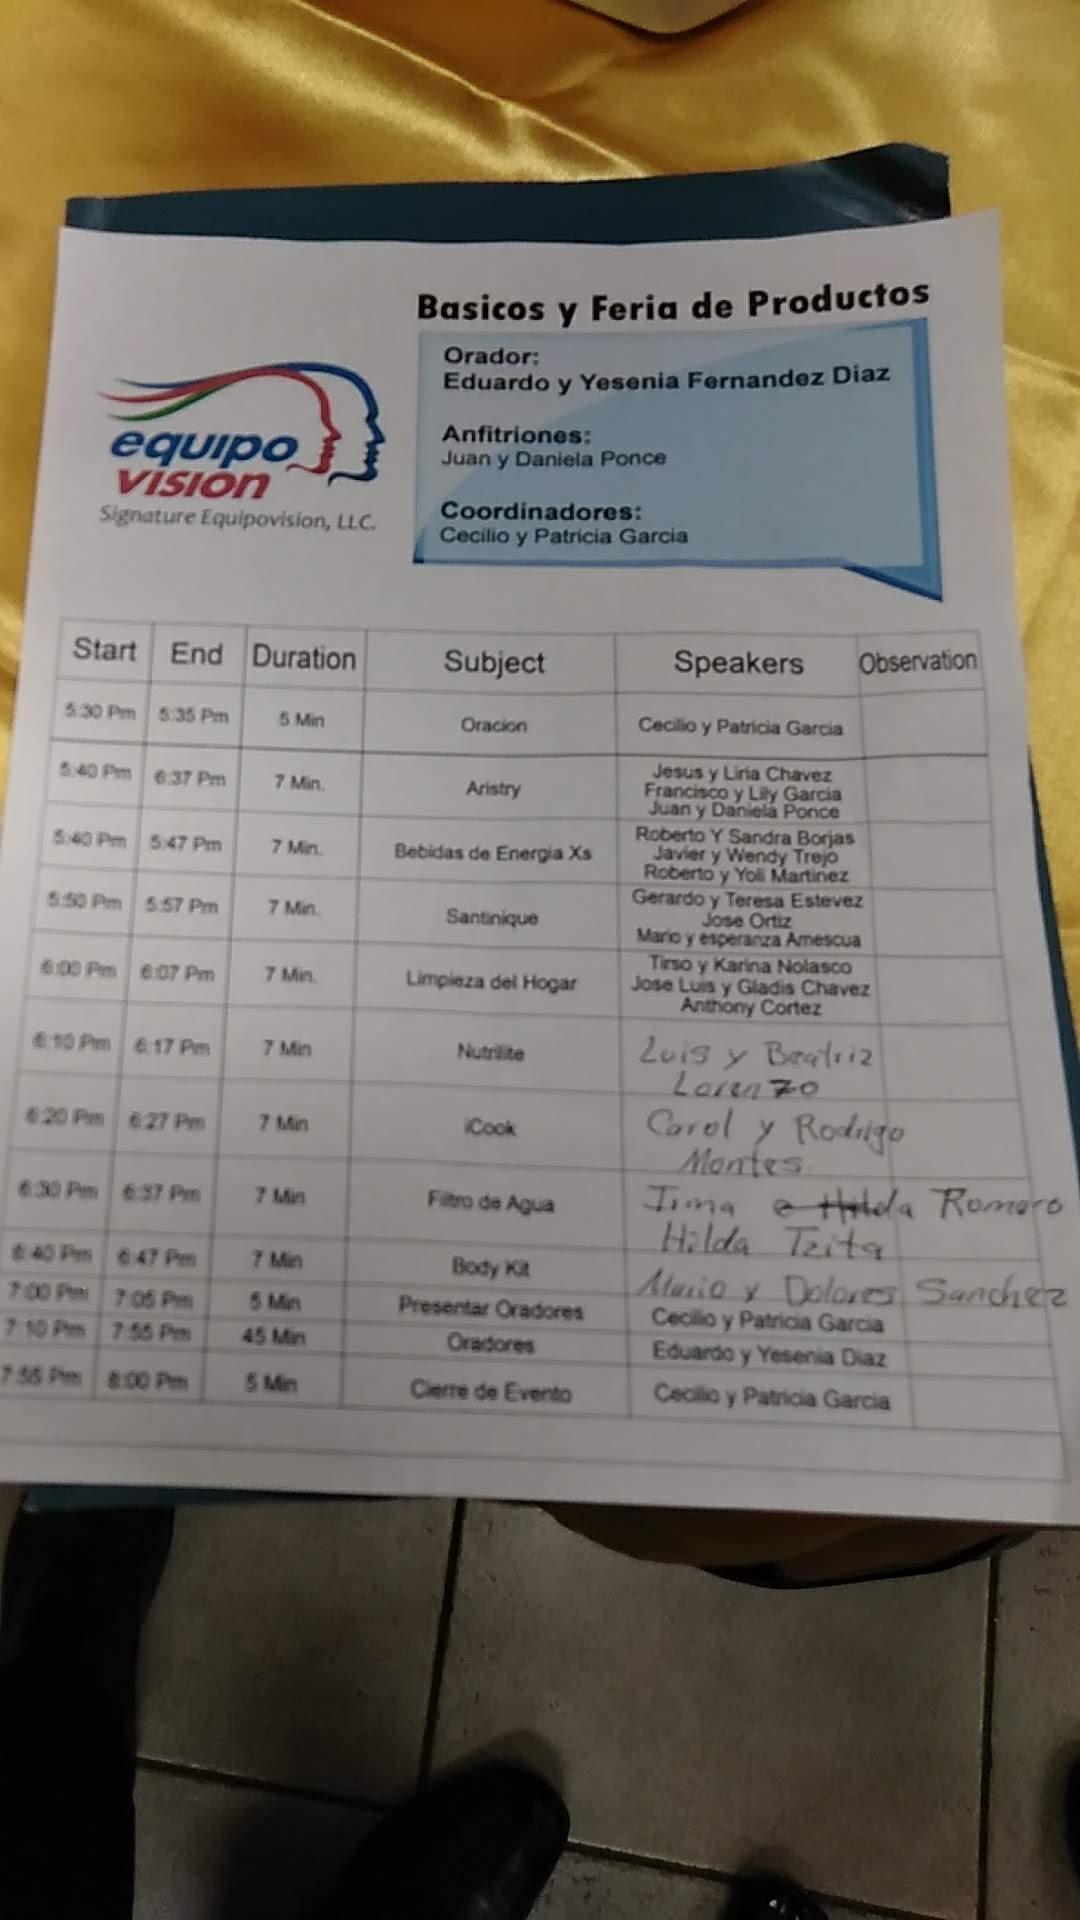 Basicos y Feria de Productos
Orador:
Eduardo y Yesenia Fernandez Diaz
Anfitriones:
Juan y Daniela Ponce
Coordinadores:
Cecilio y Patricia Garcia
equipo
vision
Signature Equipovision, LLC.
Start End Duration Subject Speakers Observation
5:30 Pm 5:35 Pm 5 Min Oracion Cecilio y Patricia Garcia
5:40 Pm 6:37 Pm 7 Min. Aristry Jesus y Liria Chavez
Francisco y Lily Garcia
Juan y Daniela Ponce
5:40 Pm 5:47 Pm 7 Min. Bebidas de Energia Xs Roberto Y Sandra Borjas
Javier y Wendy Trejo
Roberto y Yoli Martinez
5:50 Pm 5:57 Pm 7 Min. Santinique Gerardo y Teresa Estevez
Jose Ortiz
Mario y esperanza Amescua
6:00 Pm 6:07 Pm 7 Min. Limpieza del Hogar Tirso y Karina Nolasco
Jose Luis y Gladis Chavez
Anthony Cortez
6:10 Pm 6:17 Pm 7 Min Nutrilite Luis y Beatriz
Lorenzo
6:20 Pm 6:27 Pm 7 Min iCook Carol y Rodrigo
Montes
6:30 Pm 6:37 Pm 7 Min Filtro de Agua Irma e Hilda Romero
Hilda Tzita
6:40 Pm 6:47 Pm 7 Min Body Kit Mario y Dolores Sanchez
7:00 Pm 7:05 Pm 5 Min Presentar Oradores Cecilio y Patricia Garcia
7:10 Pm 7:55 Pm 45 Min Oradores Eduardo y Yesenia Diaz
7:55 Pm 8:00 Pm 5 Min Cierre de Evento Cecilio y Patricia Garcia